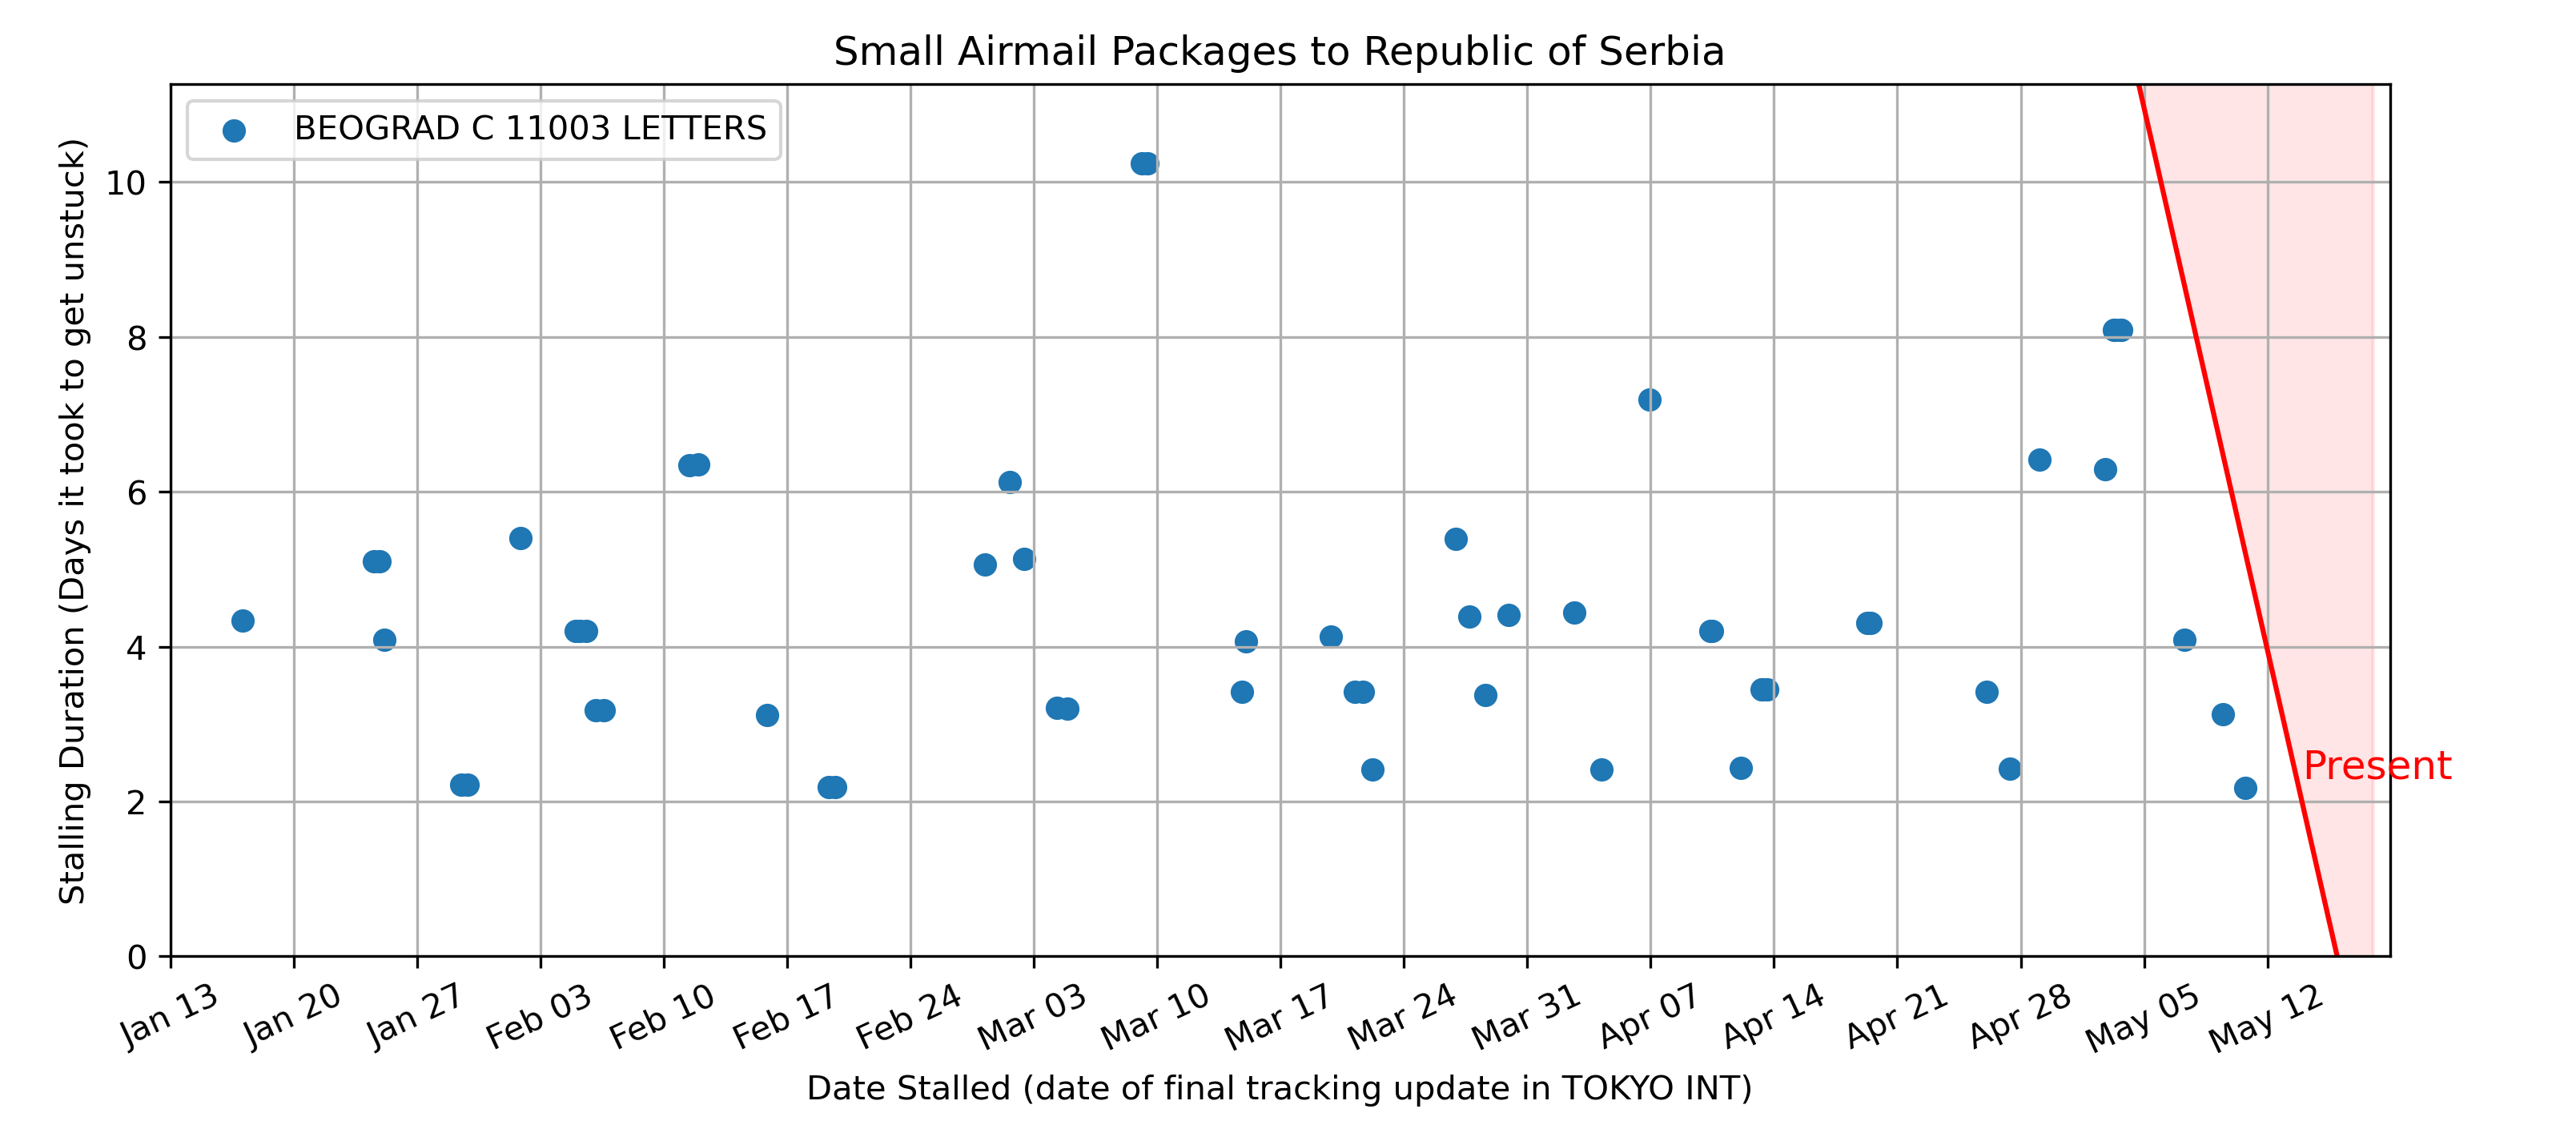 Small Airmail Packages to Republic of Serbia
BEOGRAD C 11003 LETTERS
Stalling Duration (Days it took to get unstuck)
10
8
6
4
2
0
Present
Jan 13
Jan 20
Jan 27
Feb 03
Feb 10
Feb 17
Feb 24
Mar 03
Mar 10
Mar 17
Mar 24
Mar 31
Apr 07
Apr 14
Apr 21
Apr 28
May 05
May 12
Date Stalled (date of final tracking update in TOKYO INT)